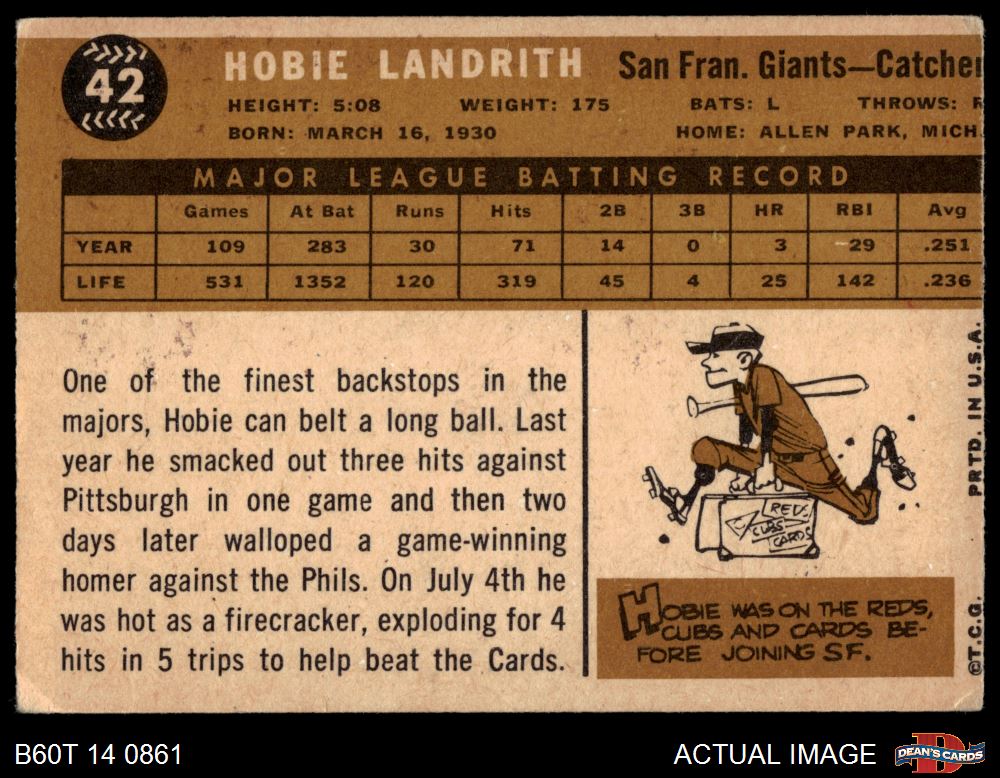 42
HOBIE LANDRITH San Fran. Giants—Catcher
HEIGHT: 5:08 WEIGHT: 175 BATS: L THROWS: R
BORN: MARCH 16, 1930 HOME: ALLEN PARK, MICH.
MAJOR LEAGUE BATTING RECORD
Games At Bat Runs Hits 2B 3B HR RBI Avg
YEAR 109 283 30 71 14 0 3 29 .251
LIFE 531 1352 120 319 45 4 25 142 .236
One of the finest backstops in the
majors, Hobie can belt a long ball. Last
year he smacked out three hits against
Pittsburgh in one game and then two
days later walloped a game-winning
homer against the Phils. On July 4th he
was hot as a firecracker, exploding for 4
hits in 5 trips to help beat the Cards.
REDS
CUBS
CARDS
HOBIE WAS ON THE REDS,
CUBS AND CARDS BE-
FORE JOINING S.F.
©T.C.G. PRTD. IN U.S.A.
B60T 14 0861 ACTUAL IMAGE
DEAN'S CARDS